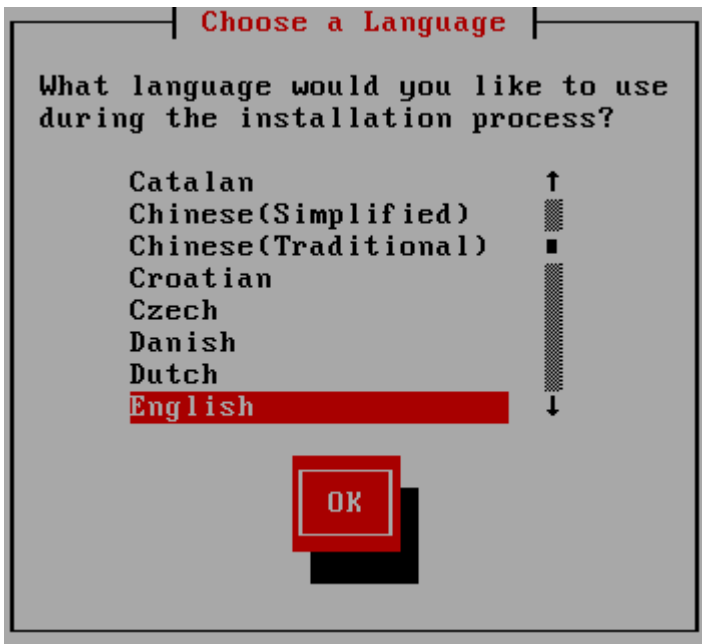 Choose a Language
What language would you like to use
during the installation process?
Catalan
Chinese(Simplified)
Chinese(Traditional)
Croatian
Czech
Danish
Dutch
English
OK